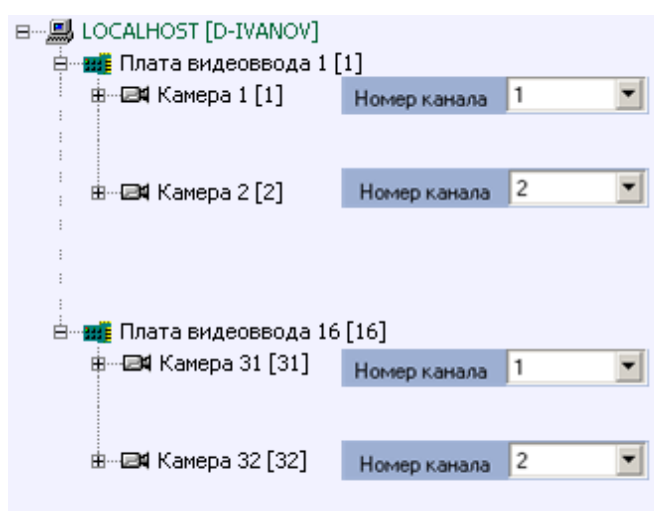 LOCALHOST [D-IVANOV]
Плата видеоввода 1 [1]
Камера 1 [1] Номер канала 1
Камера 2 [2] Номер канала 2
Плата видеоввода 16 [16]
Камера 31 [31] Номер канала 1
Камера 32 [32] Номер канала 2